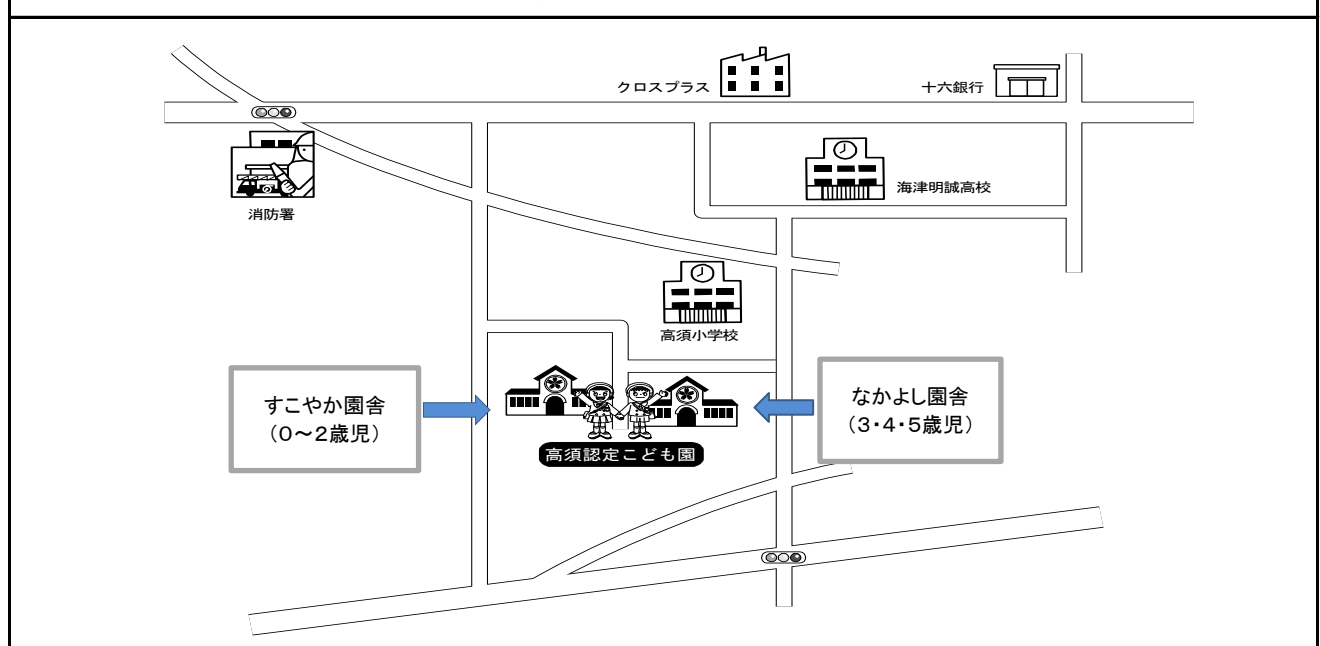 クロスプラス
十六銀行
海津明誠高校
消防署
高須小学校
すこやか園舎
(0～2歳児)
なかよし園舎
(3・4・5歳児)
高須認定こども園